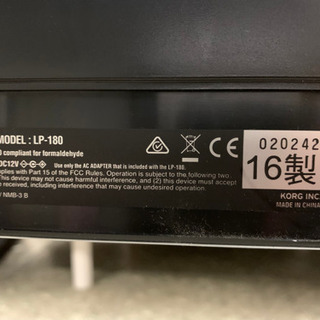 MODEL : LP-180
compliant for formaldehyde
DC12V
Use only the AC ADAPTER that is included with the LP-180.
mplies with Part 15 of the FCC Rules. Operation is subject to the following
This device may not cause harmful interference, and (2) this device must accept
e received, including interference that may cause undesired operation.
/ NMB-3 B
020242
16製
KORG INC
MADE IN CHINA